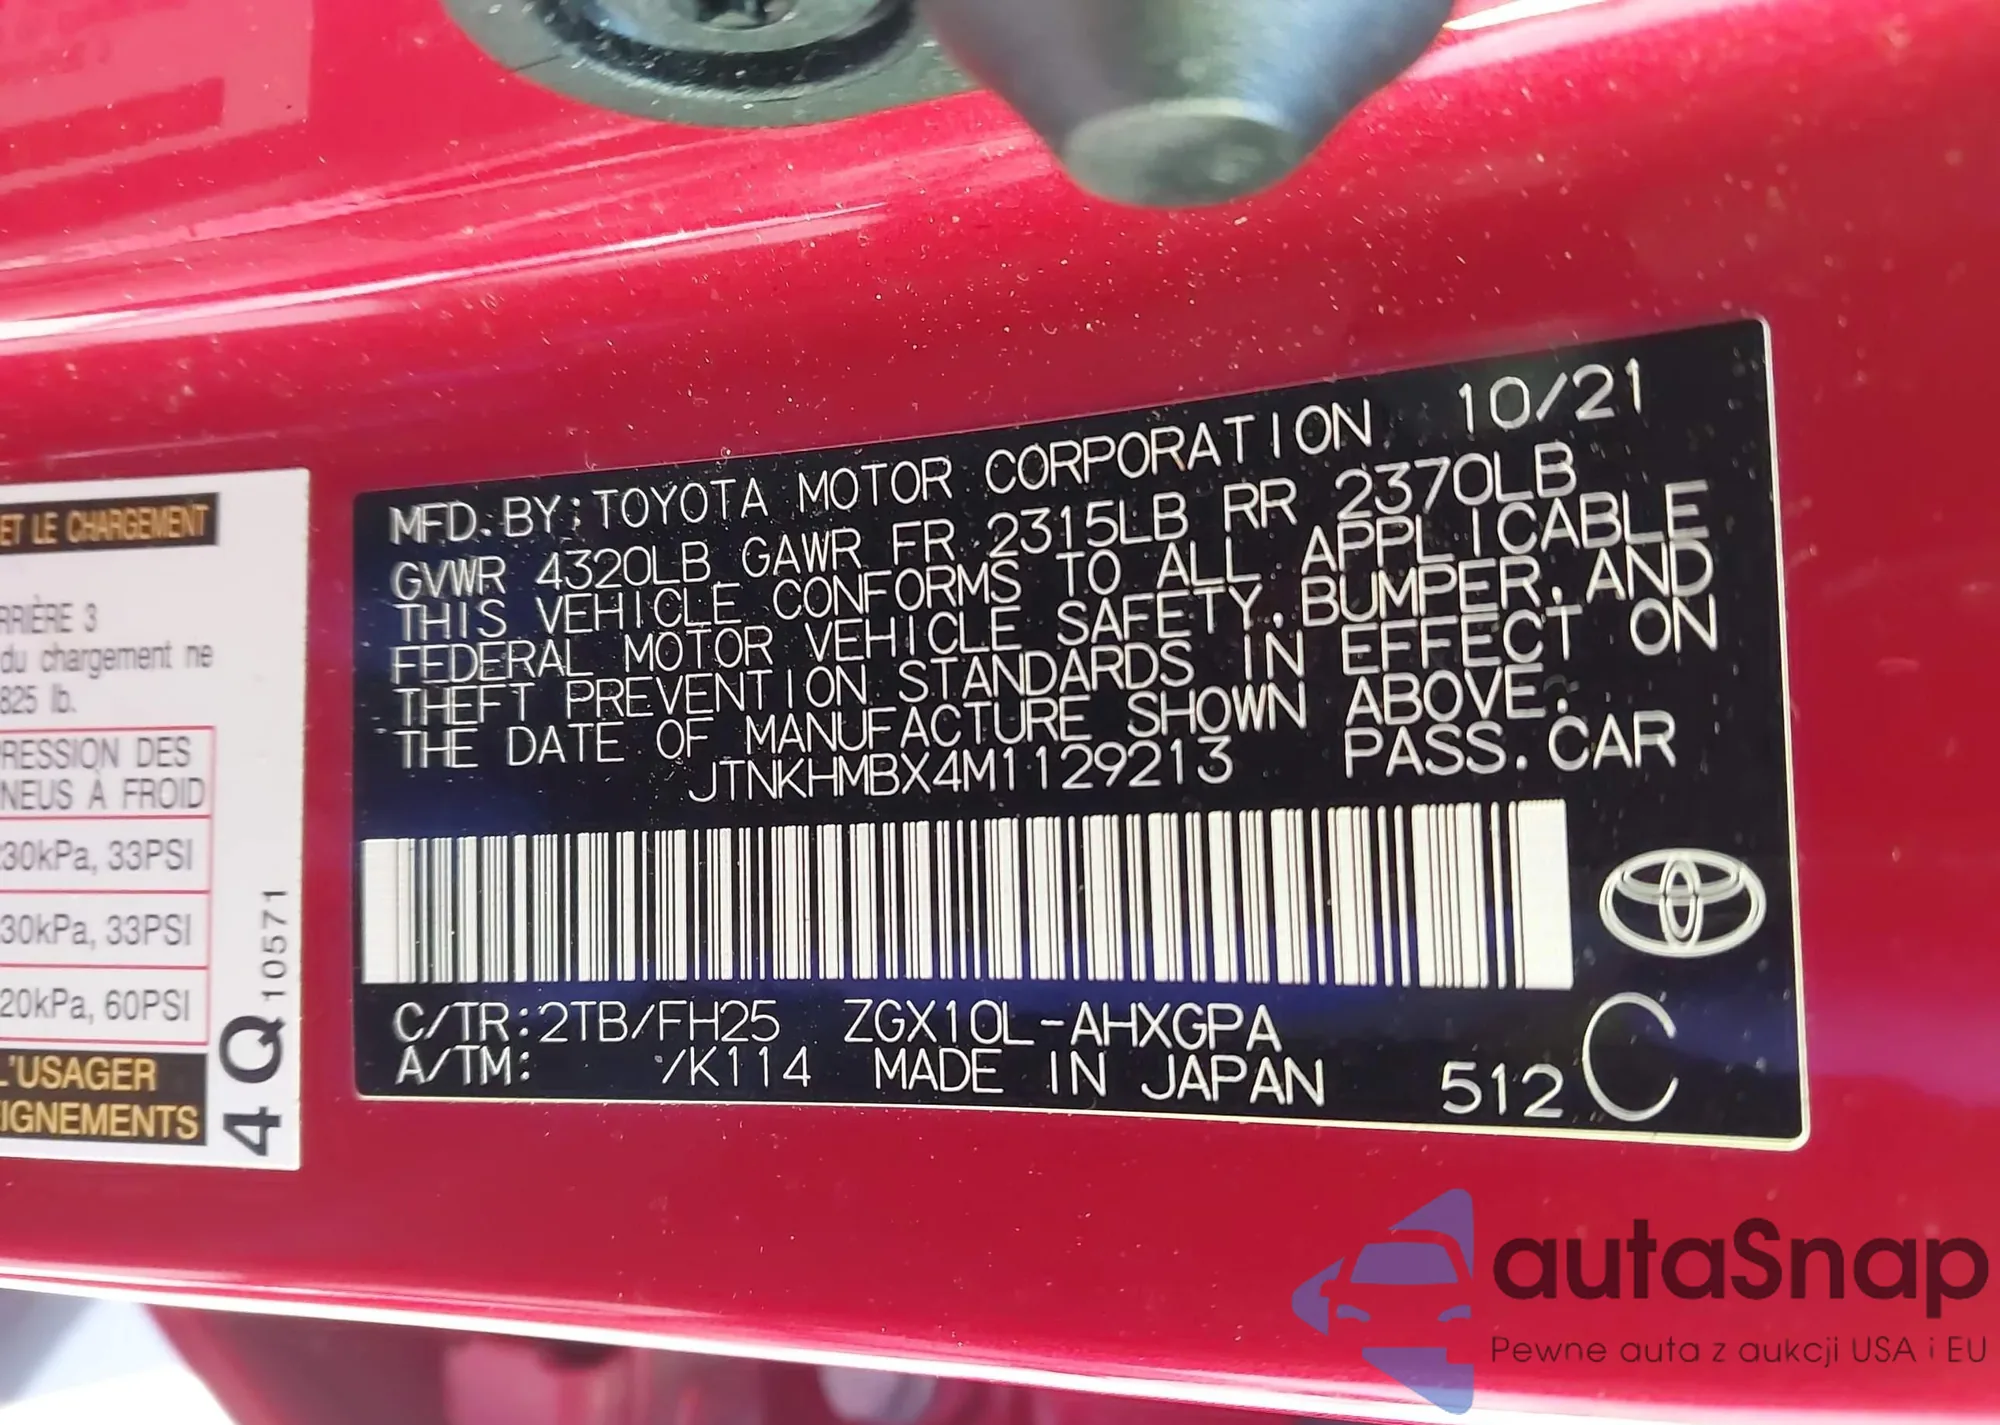 ET LE CHARGEMENT
RRIÈRE 3
du chargement ne
825 lb.
RESSION DES
NEUS À FROID
230kPa, 33PSI
30kPa, 33PSI
20kPa, 60PSI
L'USAGER
EIGNEMENTS
4Q10571
MFD. BY: TOYOTA MOTOR CORPORATION 10/21
GVWR 4320LB GAWR FR 2315LB RR 2370LB
THIS VEHICLE CONFORMS TO ALL APPLICABLE
FEDERAL MOTOR VEHICLE SAFETY, BUMPER, AND
THEFT PREVENTION STANDARDS IN EFFECT ON
THE DATE OF MANUFACTURE SHOWN ABOVE.
JTNKHMBX4M1129213 PASS. CAR
C/TR: 2TB/FH25 ZGX10L-AHXGPA
A/TM: /K114 MADE IN JAPAN 512 C
autaSnap
Pewne auta z aukcji USA i EU